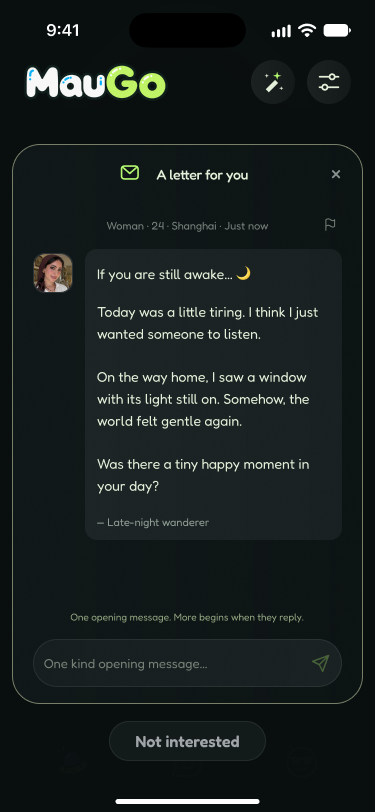 9:41
MauGo
A letter for you
Woman · 24 · Shanghai · Just now
If you are still awake... 🌙
Today was a little tiring. I think I just
wanted someone to listen.
On the way home, I saw a window
with its light still on. Somehow, the
world felt gentle again.
Was there a tiny happy moment in
your day?
— Late-night wanderer
One opening message. More begins when they reply.
One kind opening message...
Not interested